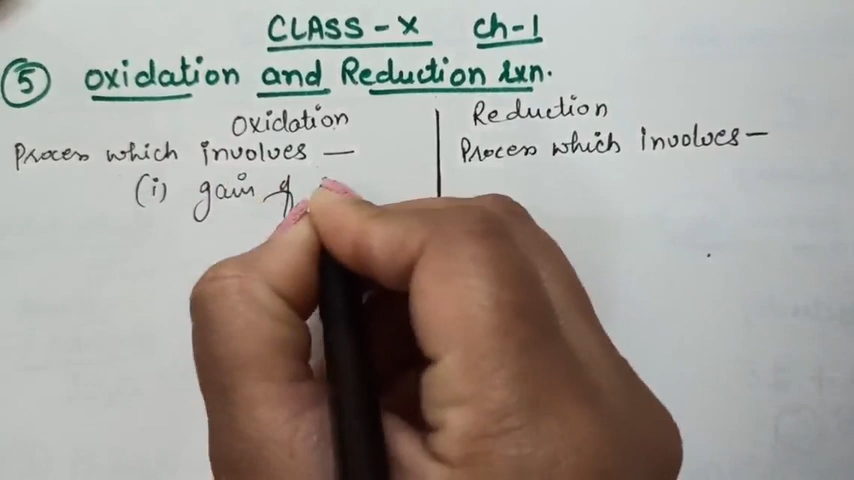 CLASS - X ch-1
5 oxidation and Reduction rxn.
Oxidation
Process which involves —
(i) gain of
Reduction
Process which involves —